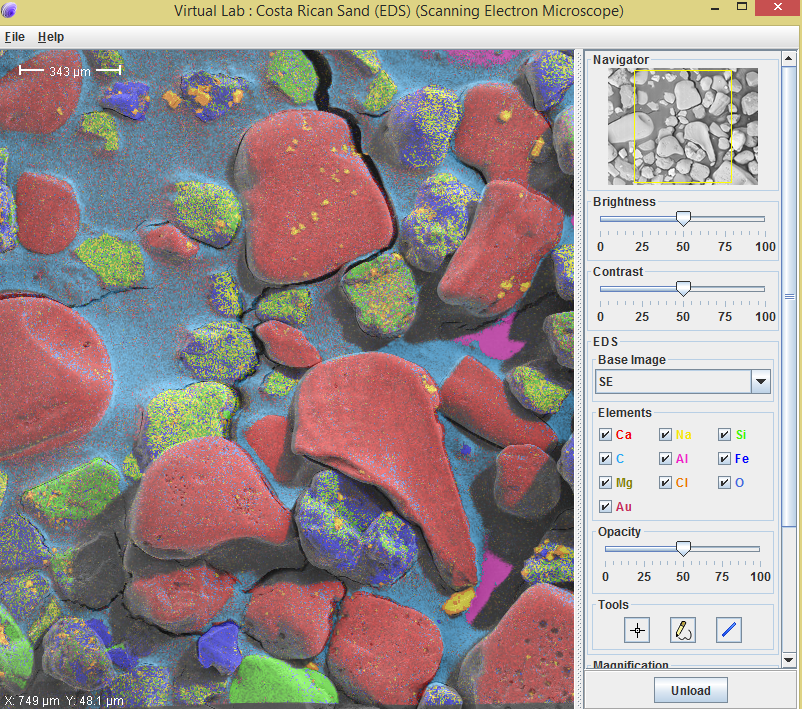 Virtual Lab : Costa Rican Sand (EDS) (Scanning Electron Microscope)
File Help
343 µm
Navigator
Brightness
0 25 50 75 100
Contrast
0 25 50 75 100
EDS
Base Image
SE
Elements
Ca Na Si
C Al Fe
Mg Cl O
Au
Opacity
0 25 50 75 100
Tools
Magnification
Unload
X: 749 µm Y: 48.1 µm